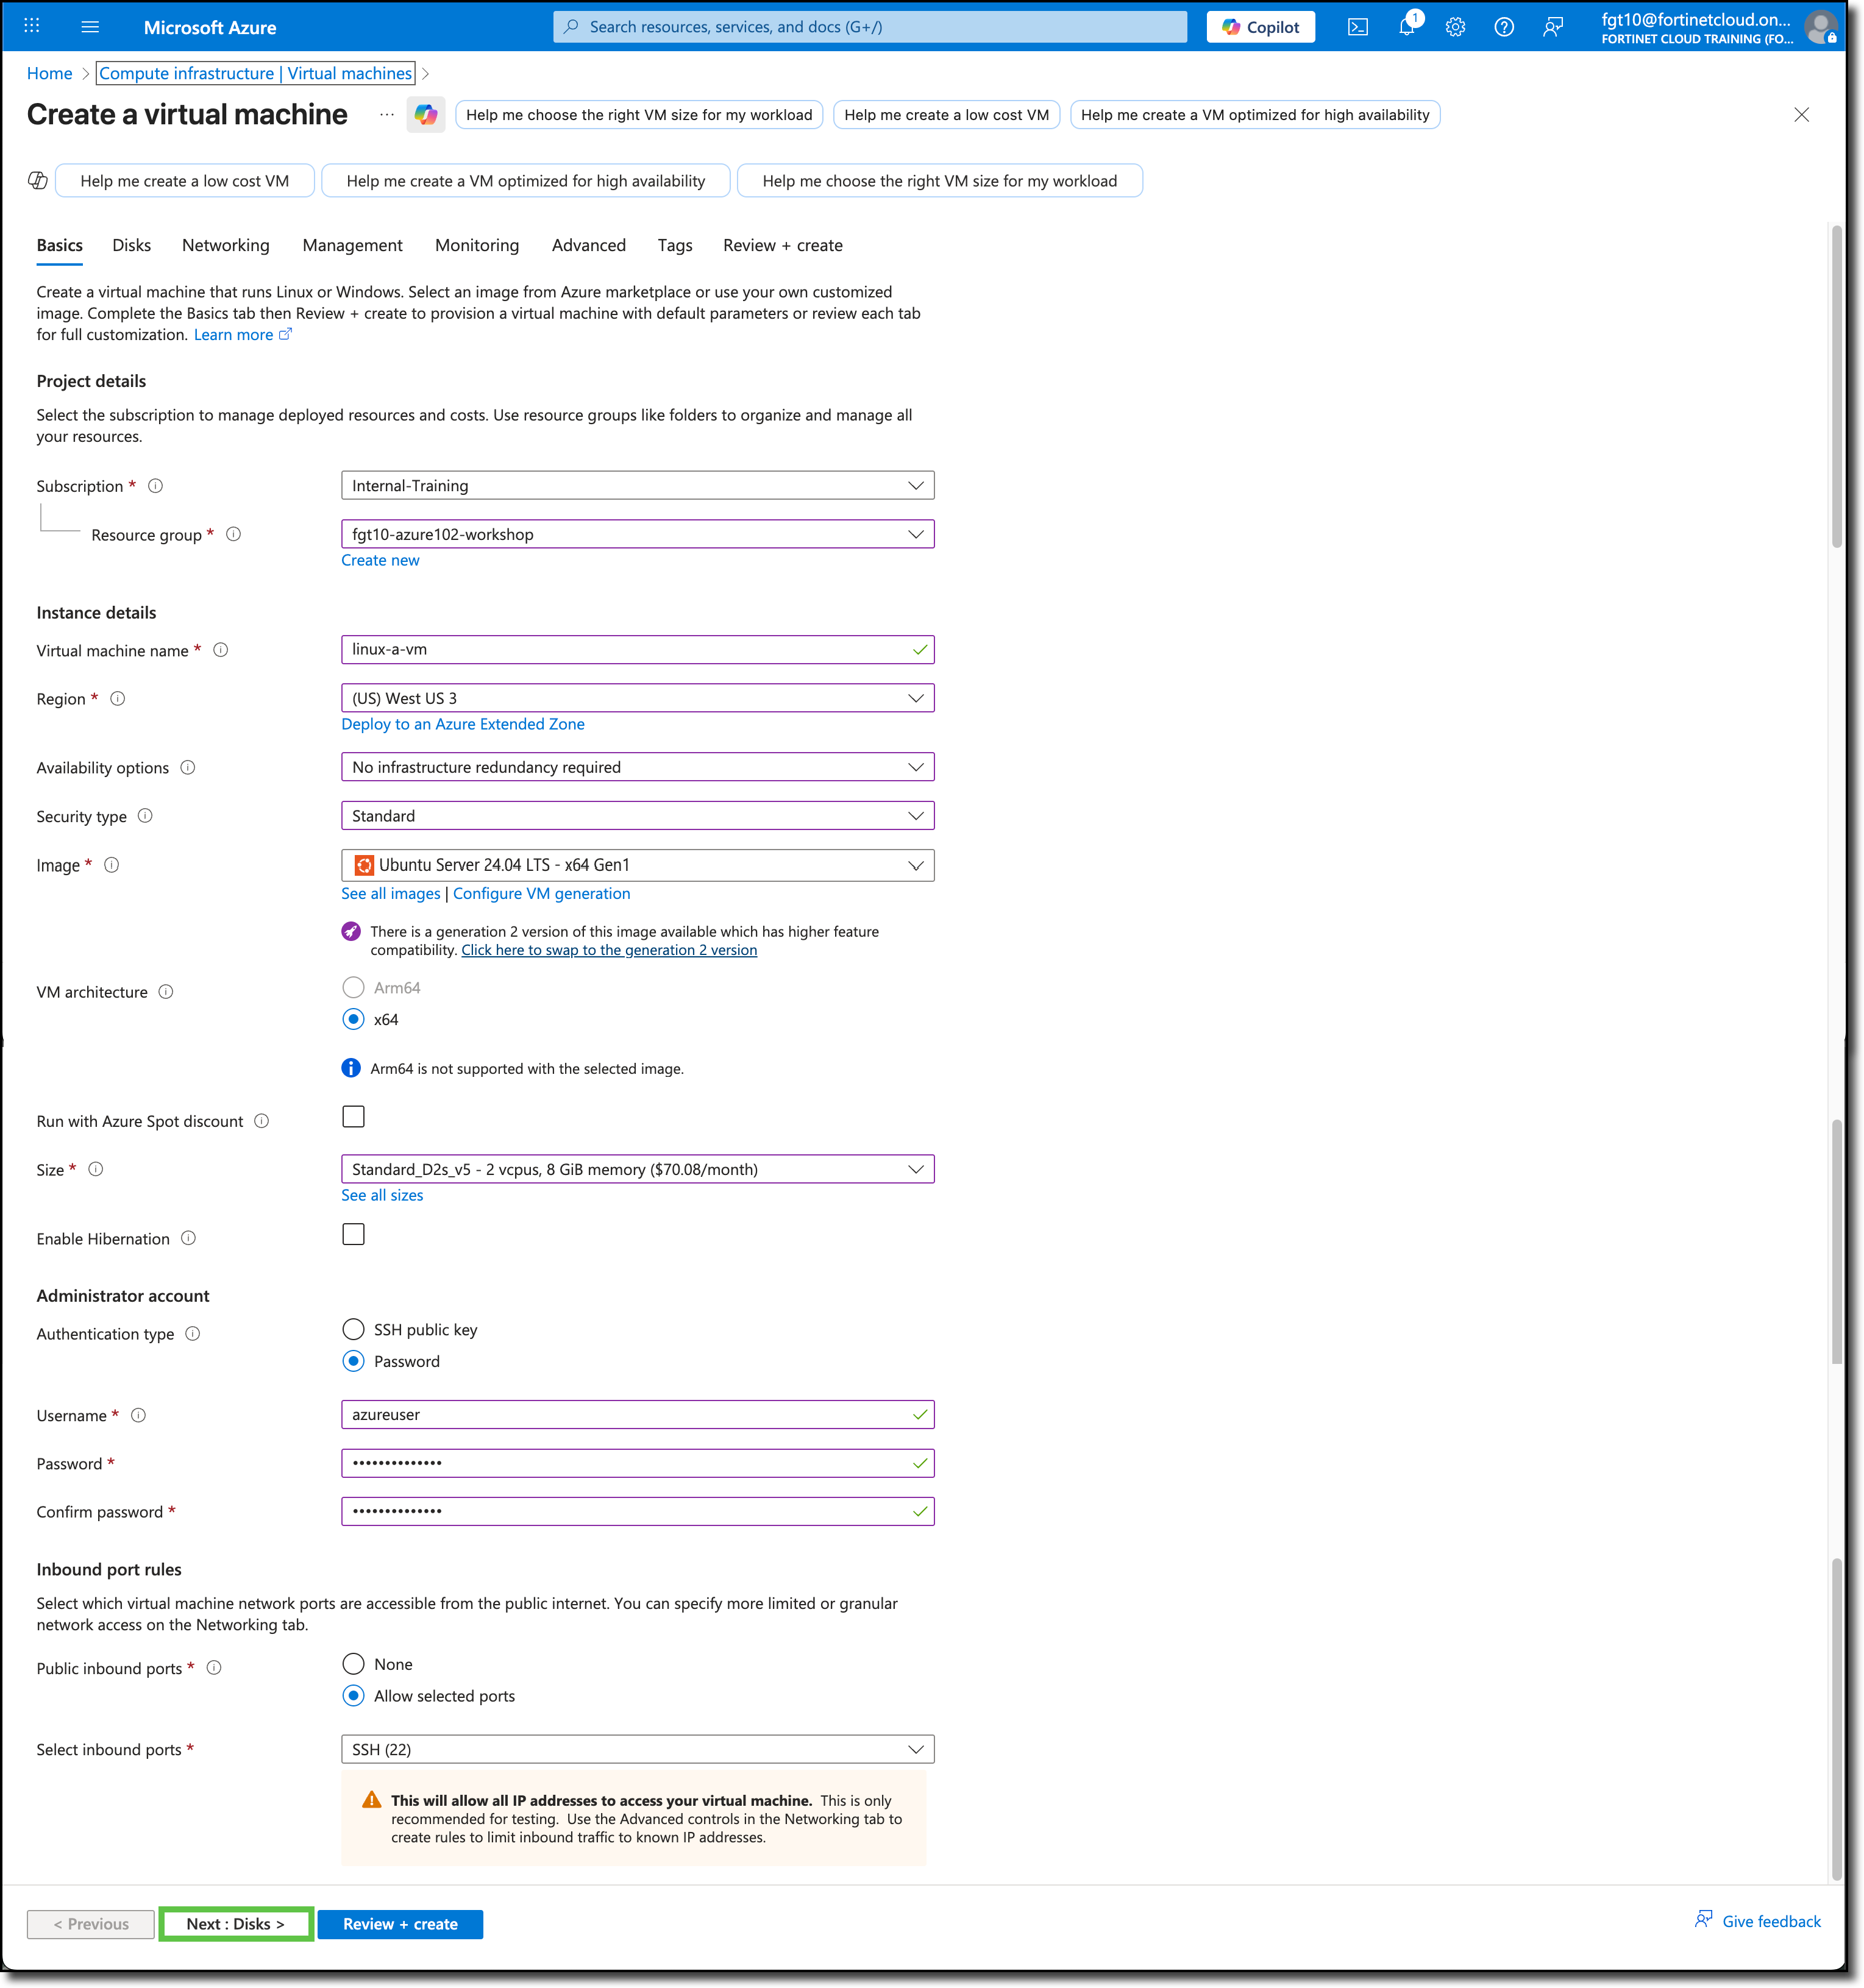 Microsoft Azure
Search resources, services, and docs (G+/)
Copilot
1
fgt10@fortinetcloud.on...
FORTINET CLOUD TRAINING (FO...
Home > Compute infrastructure | Virtual machines >
Create a virtual machine ...
Help me choose the right VM size for my workload
Help me create a low cost VM
Help me create a VM optimized for high availability
Help me create a low cost VM
Help me create a VM optimized for high availability
Help me choose the right VM size for my workload
Basics Disks Networking Management Monitoring Advanced Tags Review + create
Create a virtual machine that runs Linux or Windows. Select an image from Azure marketplace or use your own customized
image. Complete the Basics tab then Review + create to provision a virtual machine with default parameters or review each tab
for full customization. Learn more
Project details
Select the subscription to manage deployed resources and costs. Use resource groups like folders to organize and manage all
your resources.
Subscription *
Internal-Training
Resource group *
fgt10-azure102-workshop
Create new
Instance details
Virtual machine name *
linux-a-vm
Region *
(US) West US 3
Deploy to an Azure Extended Zone
Availability options
No infrastructure redundancy required
Security type
Standard
Image *
Ubuntu Server 24.04 LTS - x64 Gen1
See all images | Configure VM generation
There is a generation 2 version of this image available which has higher feature
compatibility. Click here to swap to the generation 2 version
VM architecture
Arm64
x64
Arm64 is not supported with the selected image.
Run with Azure Spot discount
Size *
Standard_D2s_v5 - 2 vcpus, 8 GiB memory ($70.08/month)
See all sizes
Enable Hibernation
Administrator account
Authentication type
SSH public key
Password
Username *
azureuser
Password *
••••••••••••••
Confirm password *
••••••••••••••
Inbound port rules
Select which virtual machine network ports are accessible from the public internet. You can specify more limited or granular
network access on the Networking tab.
Public inbound ports *
None
Allow selected ports
Select inbound ports *
SSH (22)
This will allow all IP addresses to access your virtual machine. This is only
recommended for testing. Use the Advanced controls in the Networking tab to
create rules to limit inbound traffic to known IP addresses.
< Previous
Next : Disks >
Review + create
Give feedback